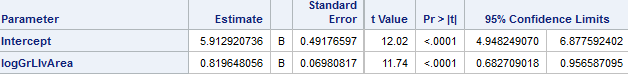 Parameter Estimate Standard Error t Value Pr > |t| 95% Confidence Limits
Intercept 5.912920736 B 0.49176597 12.02 <.0001 4.948249070 6.877592402
logGrLIvArea 0.819648056 B 0.06980817 11.74 <.0001 0.682709018 0.956587095